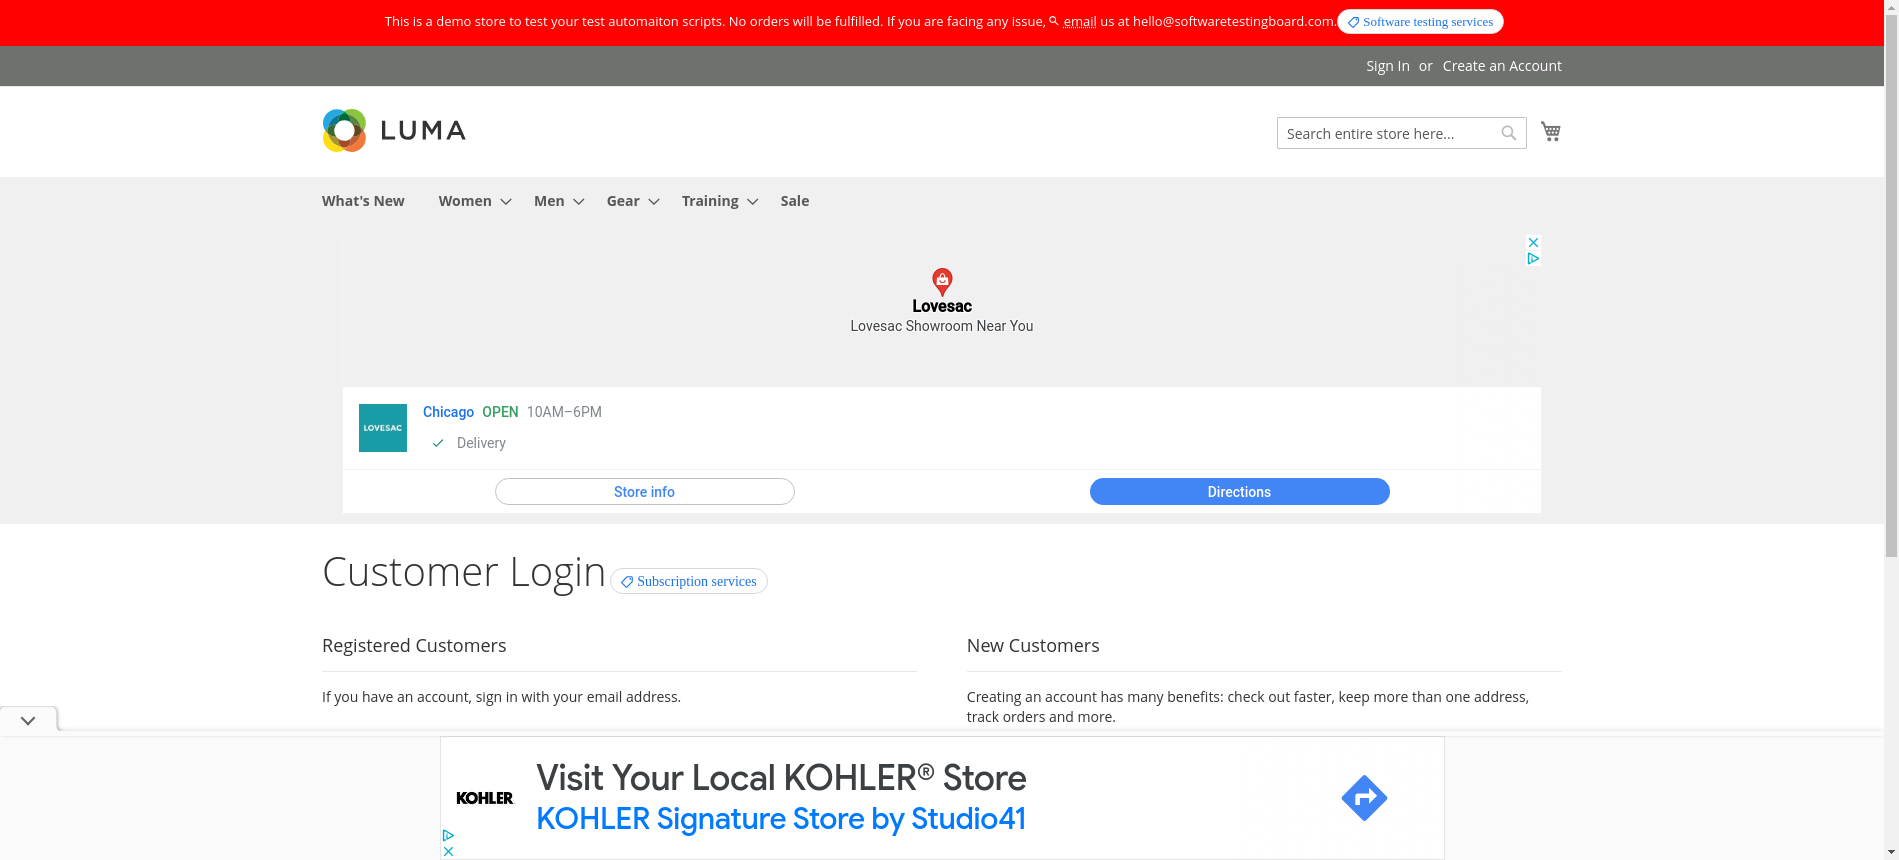 This is a demo store to test your test automaiton scripts. No orders will be fulfilled. If you are facing any issue, email us at hello@softwaretestingboard.com. Software testing services
Sign In or Create an Account
LUMA
Search entire store here...
What's New Women Men Gear Training Sale
Lovesac
Lovesac Showroom Near You
LOVESAC
Chicago OPEN 10AM–6PM
Delivery
Store info Directions
Customer Login Subscription services
Registered Customers
If you have an account, sign in with your email address.
New Customers
Creating an account has many benefits: check out faster, keep more than one address,
track orders and more.
KOHLER
Visit Your Local KOHLER® Store
KOHLER Signature Store by Studio41